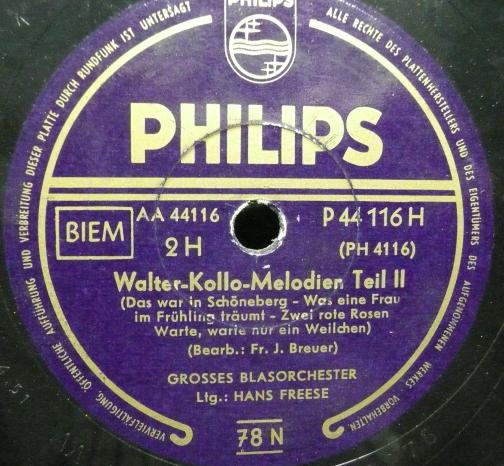 PHILIPS
ALLE RECHTE DES PLATTENHERSTELLERS UND DES EIGENTÜMERS DES AUFGENOMMENEN WERKES VORBEHALTEN
VERVIELFÄLTIGUNG, ÖFFENTLICHE AUFFÜHRUNG UND VERBREITUNG DIESER PLATTE DURCH RUNDFUNK IST UNTERSAGT
PHILIPS
BIEM
AA 44116
2 H
P 44 116 H
(PH 4116)
Walter-Kollo-Melodien Teil II
(Das war in Schöneberg - Was eine Frau
im Frühling träumt - Zwei rote Rosen
Warte, warte nur ein Weilchen)
(Bearb.: Fr. J. Breuer)
GROSSES BLASORCHESTER
Ltg.: HANS FREESE
78 N